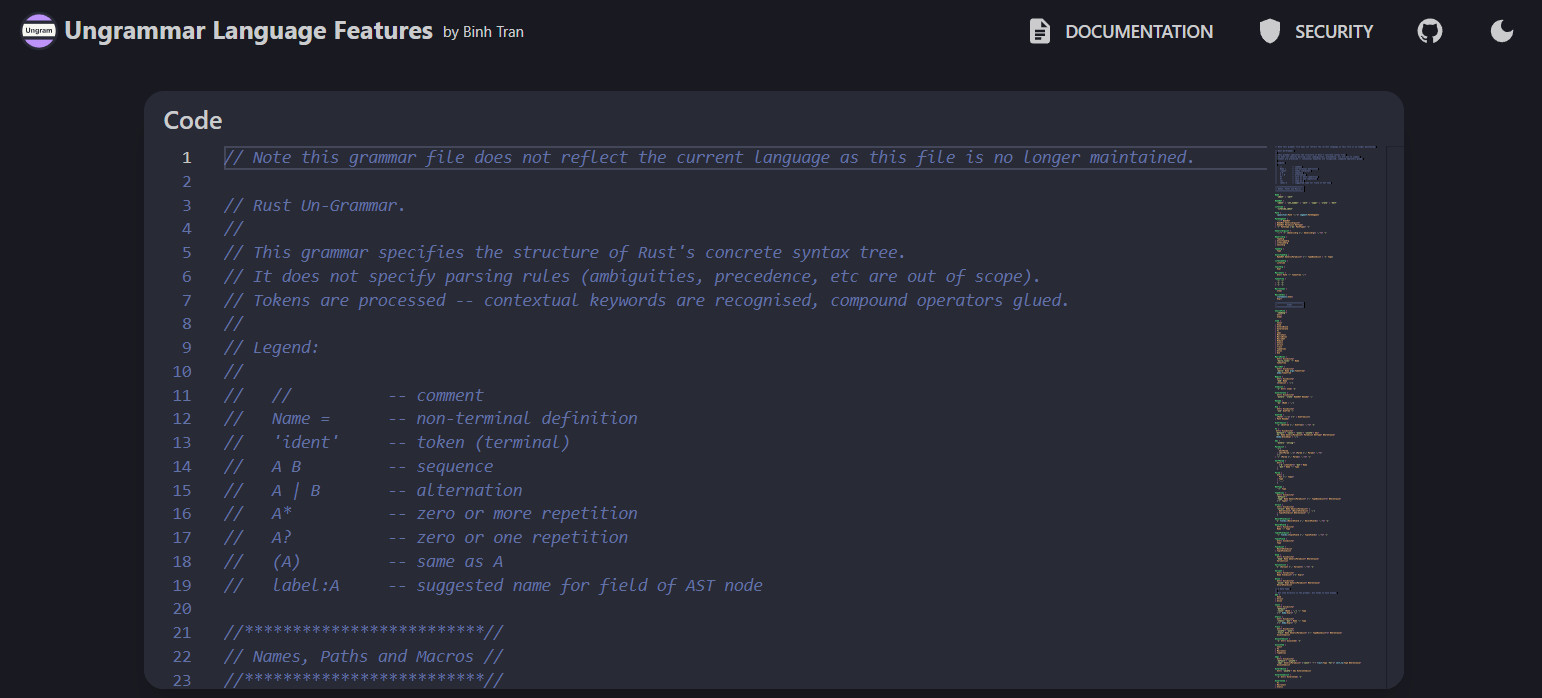 Ungram
Ungrammar Language Features by Binh Tran
DOCUMENTATION
SECURITY
Code
1 // Note this grammar file does not reflect the current language as this file is no longer maintained.
2
3 // Rust Un-Grammar.
4 //
5 // This grammar specifies the structure of Rust's concrete syntax tree.
6 // It does not specify parsing rules (ambiguities, precedence, etc are out of scope).
7 // Tokens are processed -- contextual keywords are recognised, compound operators glued.
8 //
9 // Legend:
10 //
11 //   //          -- comment
12 //   Name =      -- non-terminal definition
13 //   'ident'     -- token (terminal)
14 //   A B         -- sequence
15 //   A | B       -- alternation
16 //   A*          -- zero or more repetition
17 //   A?          -- zero or one repetition
18 //   (A)         -- same as A
19 //   label:A     -- suggested name for field of AST node
20
21 //*************************//
22 // Names, Paths and Macros //
23 //*************************//